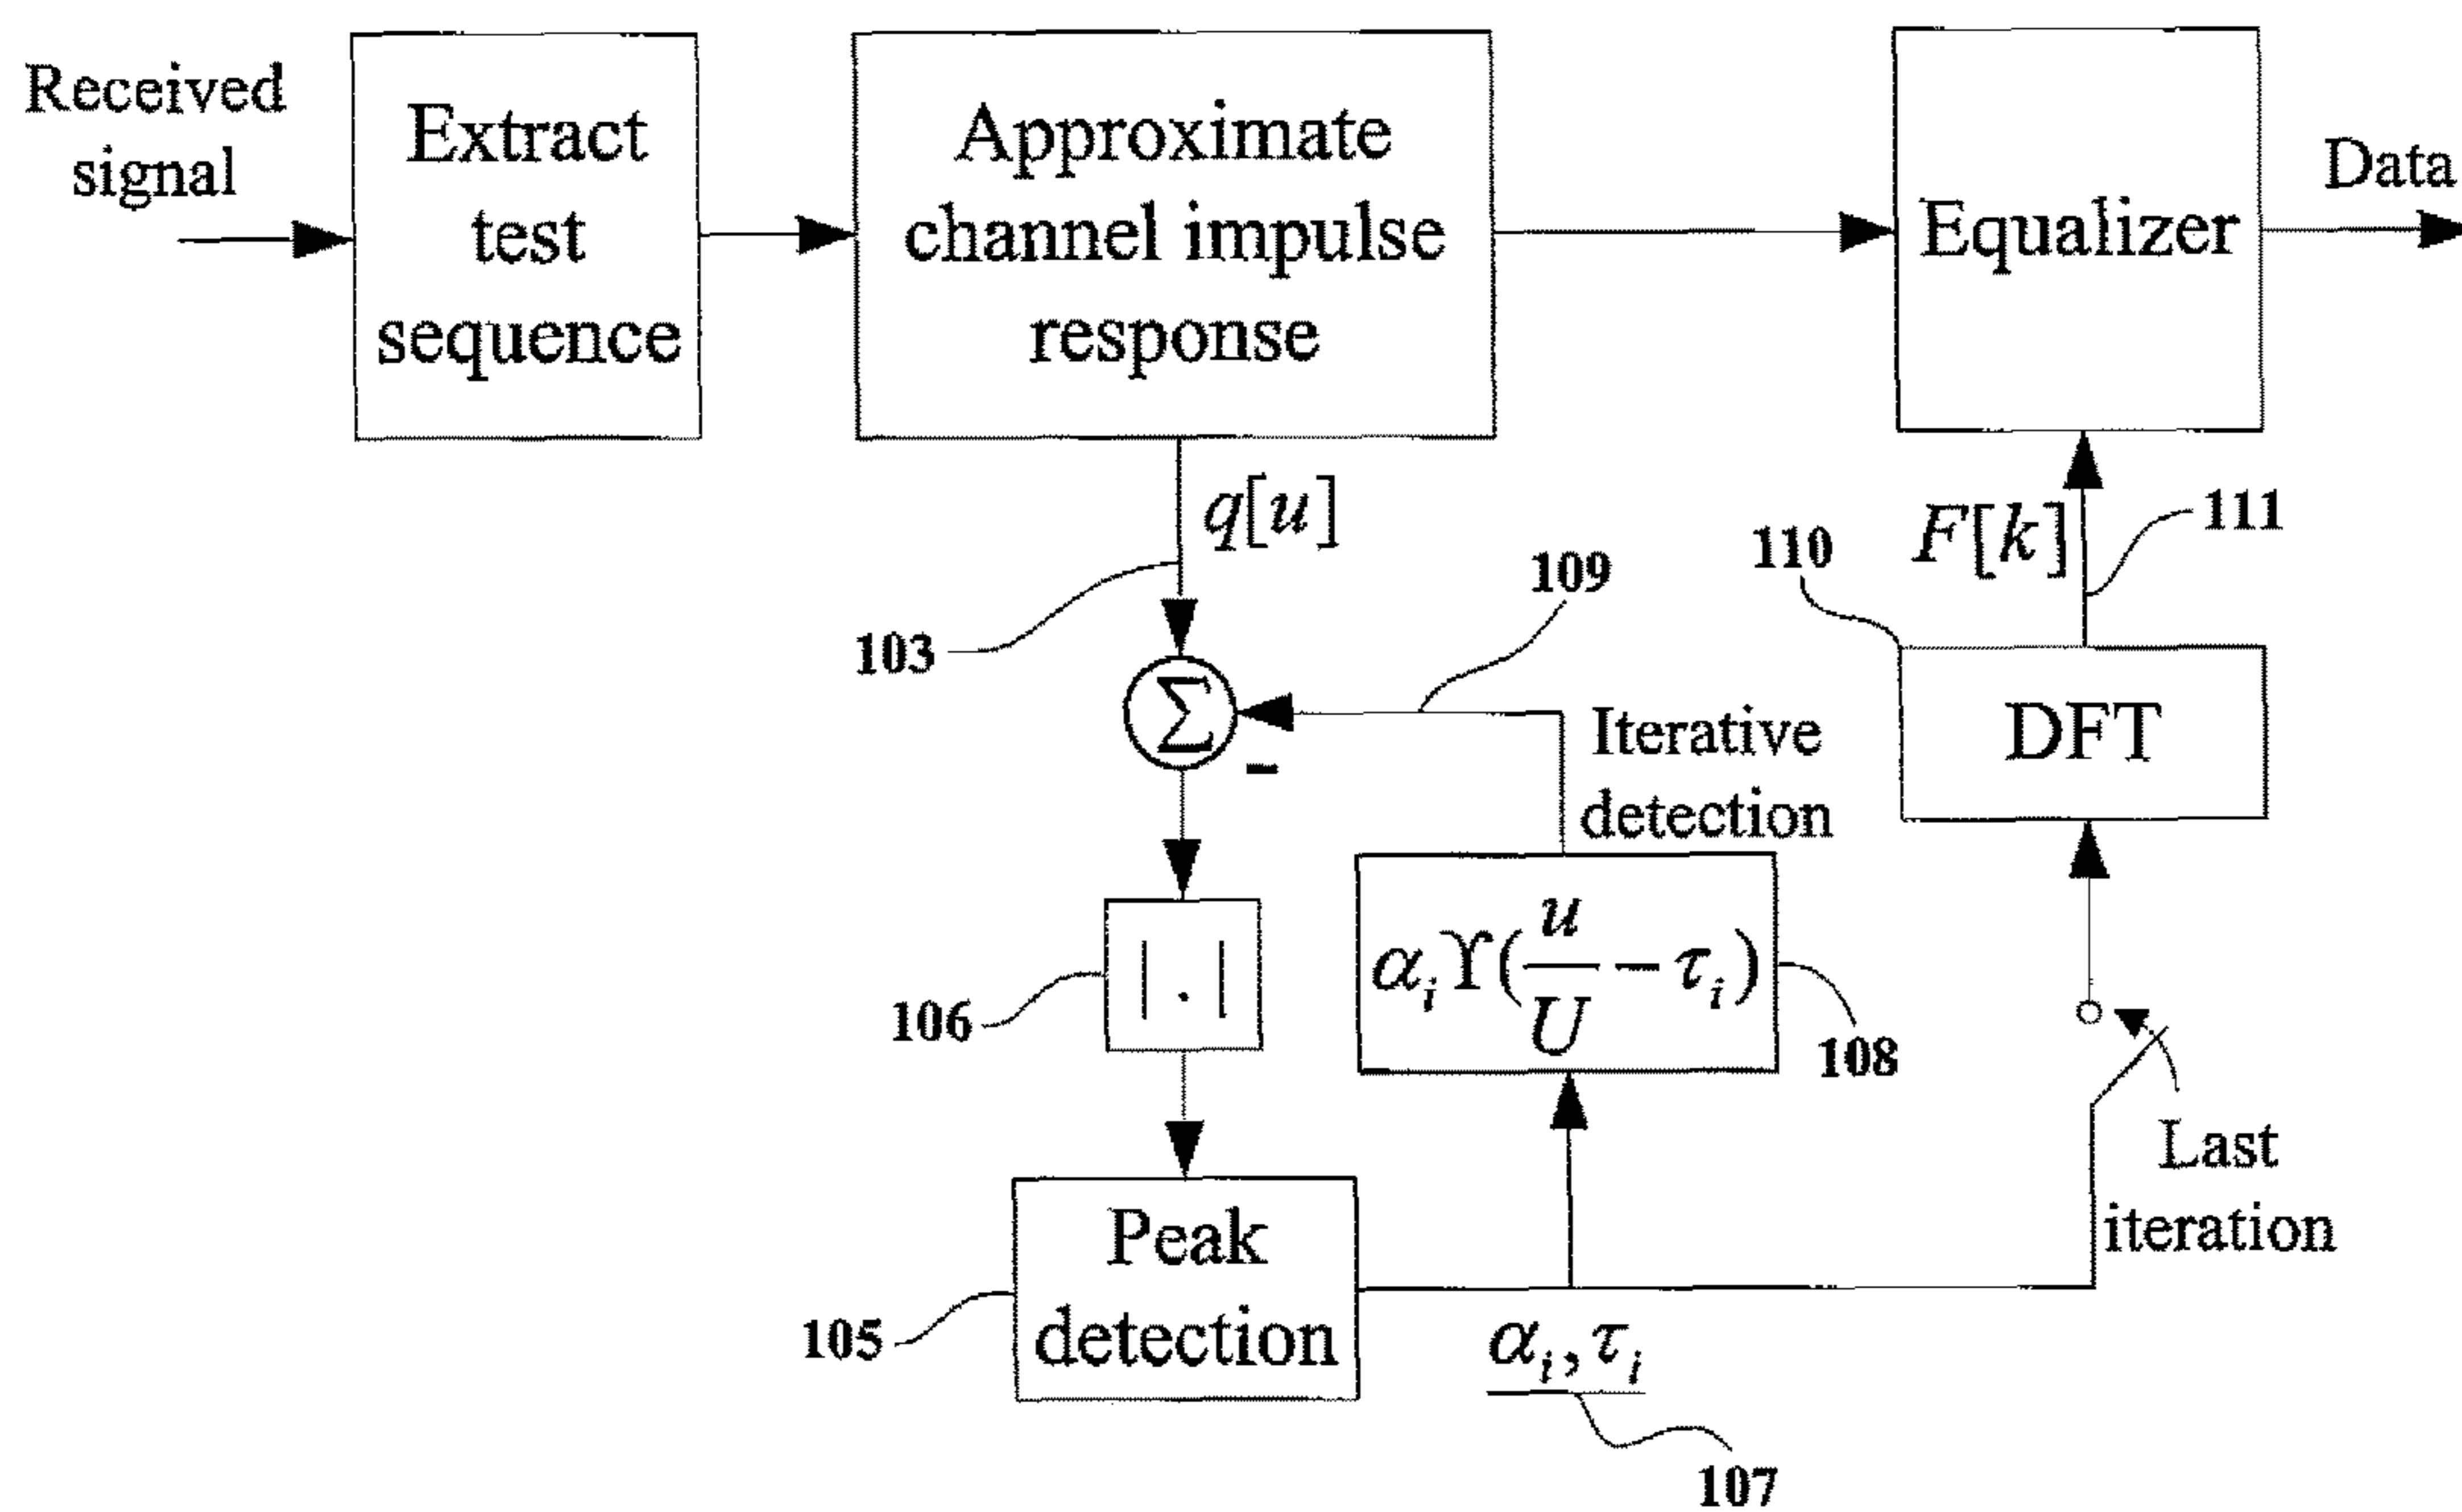 Received
signal
Extract
test
sequence
Approximate
channel impulse
response
Equalizer
Data
q[u]
103
109
110
F[k]
111
Σ
-
Iterative
detection
DFT
106
|.|
α_i ϒ(u/U − τ_i)
108
Last
iteration
Peak
detection
105
α_i, τ_i
107